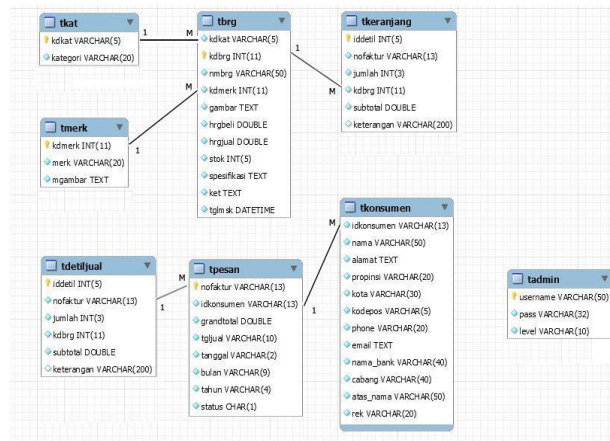 tkat
kdkat VARCHAR(5)
kategori VARCHAR(20)
1
M
tbrg
kdkat VARCHAR(5)
kdbrg INT(11)
nmbrg VARCHAR(50)
kdmerk INT(11)
gambar TEXT
hrgbeli DOUBLE
hrgjual DOUBLE
stok INT(5)
spesifikasi TEXT
ket TEXT
tglmsk DATETIME
1
M
tkeranjang
iddetil INT(5)
nofaktur VARCHAR(13)
jumlah INT(3)
kdbrg INT(11)
subtotal DOUBLE
keterangan VARCHAR(200)
M
1
tmerk
kdmerk INT(11)
merk VARCHAR(20)
mgambar TEXT
tdetiljual
iddetil INT(5)
nofaktur VARCHAR(13)
jumlah INT(3)
kdbrg INT(11)
subtotal DOUBLE
keterangan VARCHAR(200)
M
1
tpesan
nofaktur VARCHAR(13)
idkonsumen VARCHAR(13)
grandtotal DOUBLE
tgljual VARCHAR(10)
tanggal VARCHAR(2)
bulan VARCHAR(9)
tahun VARCHAR(4)
status CHAR(1)
M
1
tkonsumen
idkonsumen VARCHAR(13)
nama VARCHAR(50)
alamat TEXT
propinsi VARCHAR(20)
kota VARCHAR(30)
kodepos VARCHAR(5)
phone VARCHAR(20)
email TEXT
nama_bank VARCHAR(40)
cabang VARCHAR(40)
atas_nama VARCHAR(50)
rek VARCHAR(20)
tadmin
username VARCHAR(50)
pass VARCHAR(32)
level VARCHAR(10)